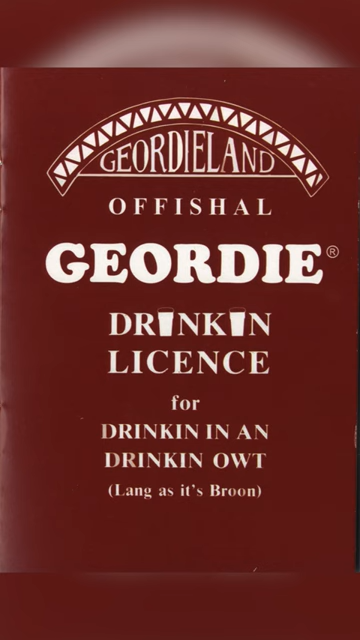 GEORDIELAND
OFFISHAL
GEORDIE®
DRINKIN
LICENCE
for
DRINKIN IN AN
DRINKIN OWT
(Lang as it's Broon)